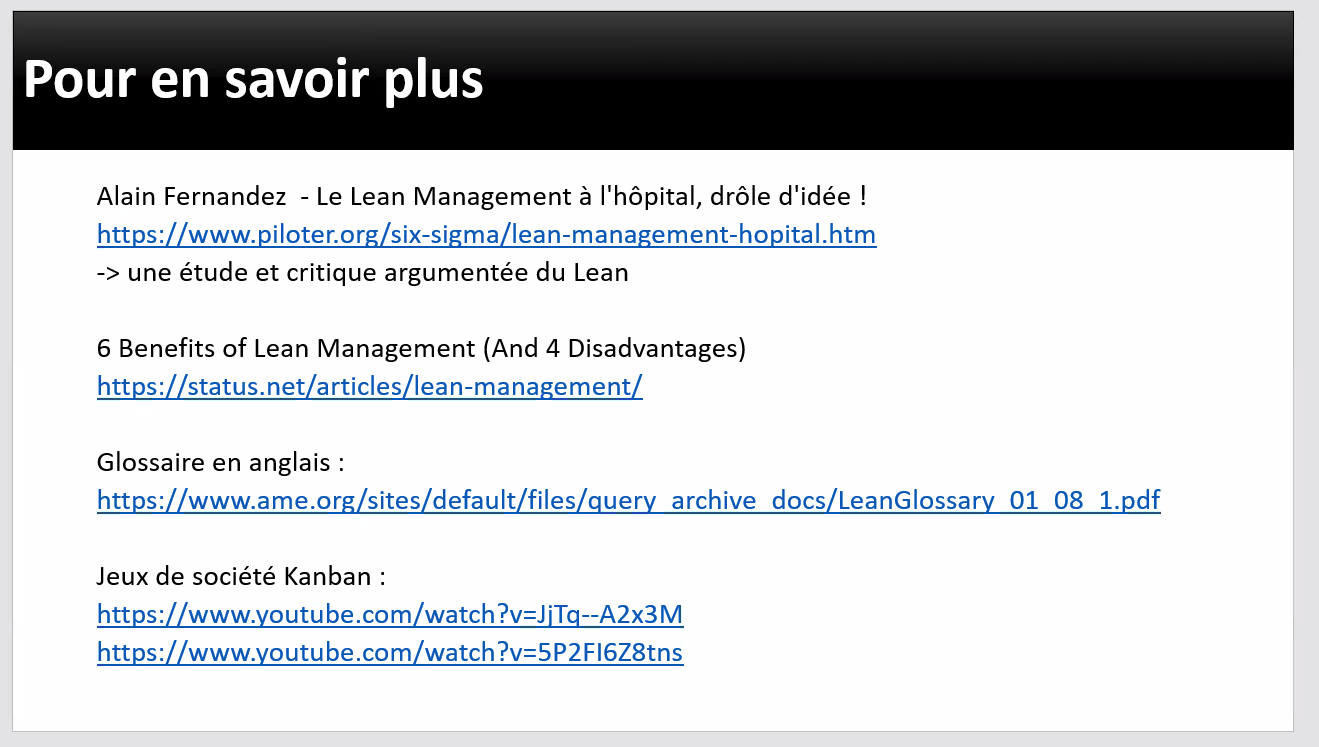 Pour en savoir plus
Alain Fernandez  - Le Lean Management à l'hôpital, drôle d'idée !
https://www.piloter.org/six-sigma/lean-management-hopital.htm
-> une étude et critique argumentée du Lean
6 Benefits of Lean Management (And 4 Disadvantages)
https://status.net/articles/lean-management/
Glossaire en anglais :
https://www.ame.org/sites/default/files/query_archive_docs/LeanGlossary_01_08_1.pdf
Jeux de société Kanban :
https://www.youtube.com/watch?v=JjTq--A2x3M
https://www.youtube.com/watch?v=5P2FI6Z8tns